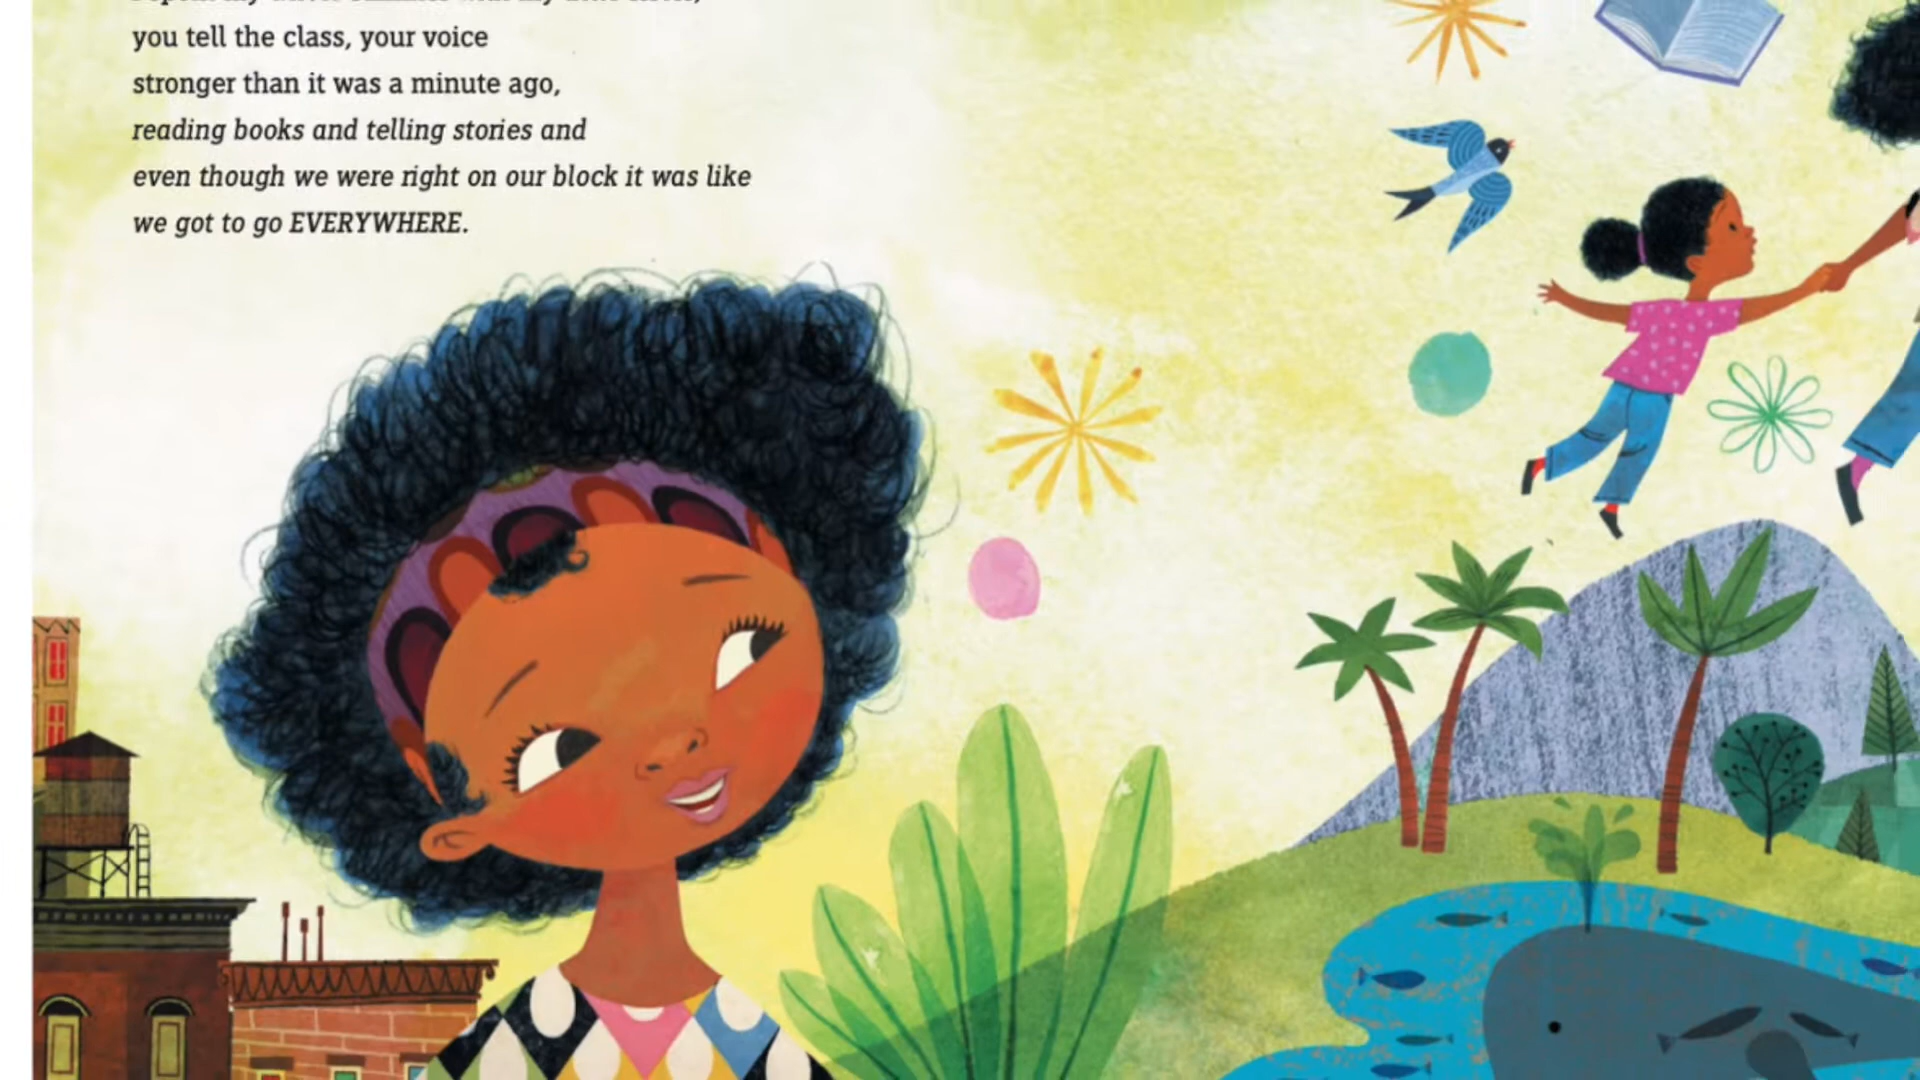 you tell the class, your voice
stronger than it was a minute ago,
reading books and telling stories and
even though we were right on our block it was like
we got to go EVERYWHERE.